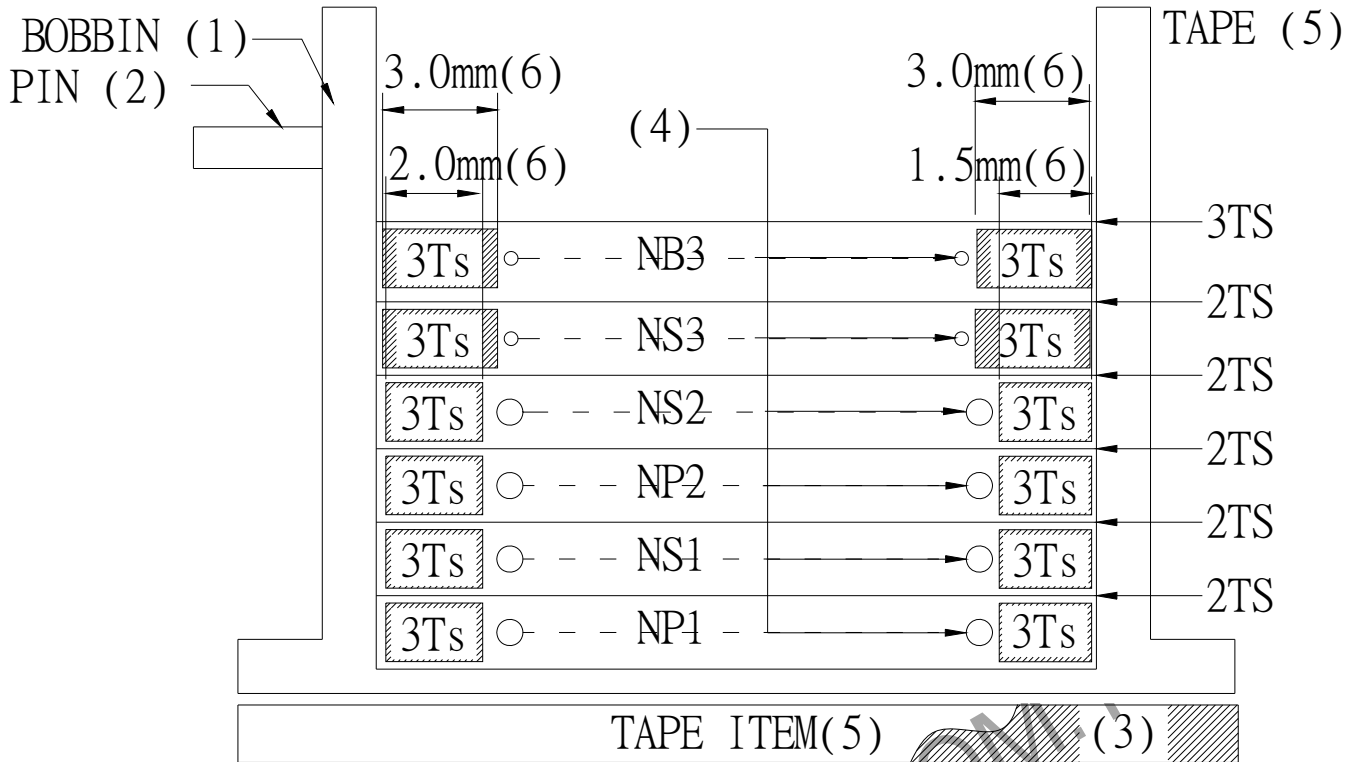 BOBBIN (1)
TAPE (5)
PIN (2)
3.0mm(6)
3.0mm(6)
(4)
2.0mm(6)
1.5mm(6)
3TS
3Ts NB3 3Ts
2TS
3Ts NS3 3Ts
2TS
3Ts NS2 3Ts
2TS
3Ts NP2 3Ts
2TS
3Ts NS1 3Ts
2TS
3Ts NP1 3Ts
TAPE ITEM(5) (3)